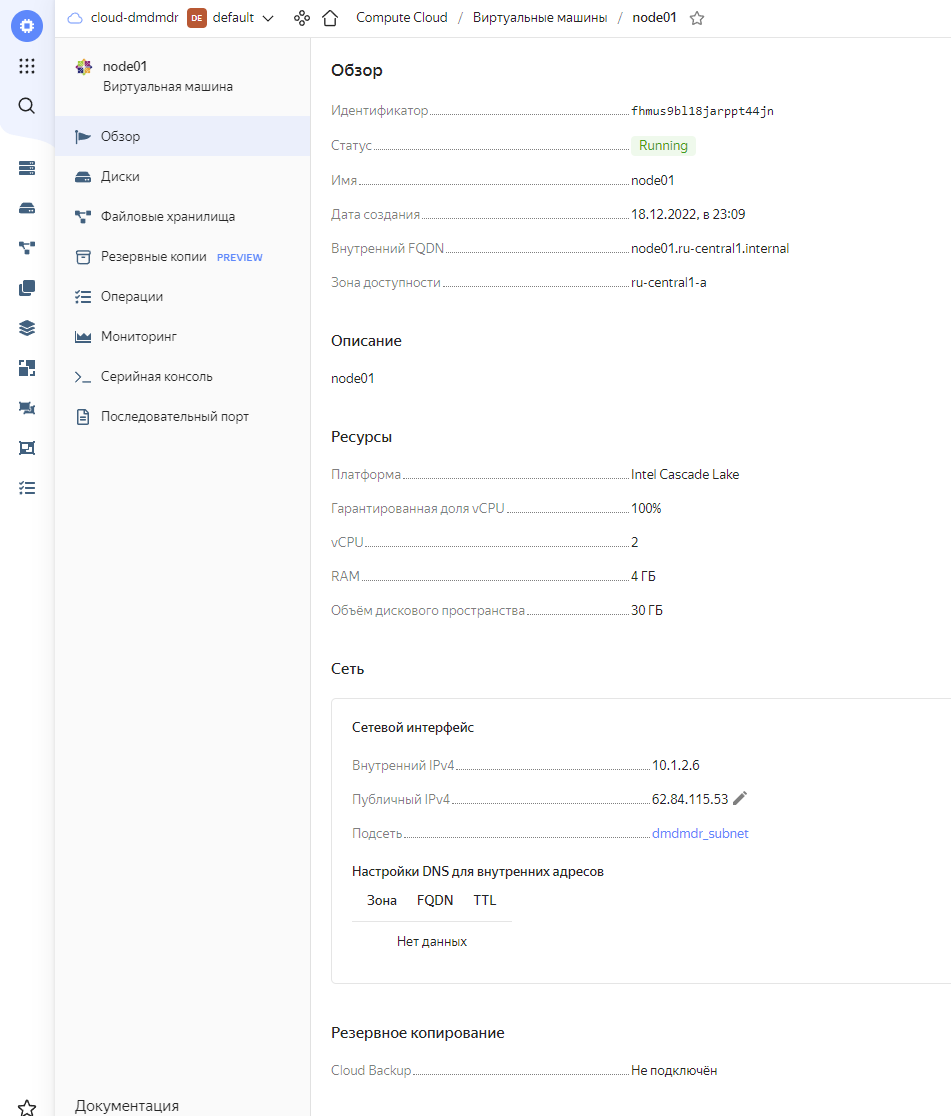 cloud-dmdmdr DE default Compute Cloud / Виртуальные машины / node01
node01
Виртуальная машина
Обзор
Диски
Файловые хранилища
Резервные копии PREVIEW
Операции
Мониторинг
Серийная консоль
Последовательный порт
Документация
Обзор
Идентификатор fhmus9bl18jarppt44jn
Статус Running
Имя node01
Дата создания 18.12.2022, в 23:09
Внутренний FQDN node01.ru-central1.internal
Зона доступности ru-central1-a
Описание
node01
Ресурсы
Платформа Intel Cascade Lake
Гарантированная доля vCPU 100%
vCPU 2
RAM 4 ГБ
Объём дискового пространства 30 ГБ
Сеть
Сетевой интерфейс
Внутренний IPv4 10.1.2.6
Публичный IPv4 62.84.115.53
Подсеть dmdmdr_subnet
Настройки DNS для внутренних адресов
Зона FQDN TTL
Нет данных
Резервное копирование
Cloud Backup Не подключён